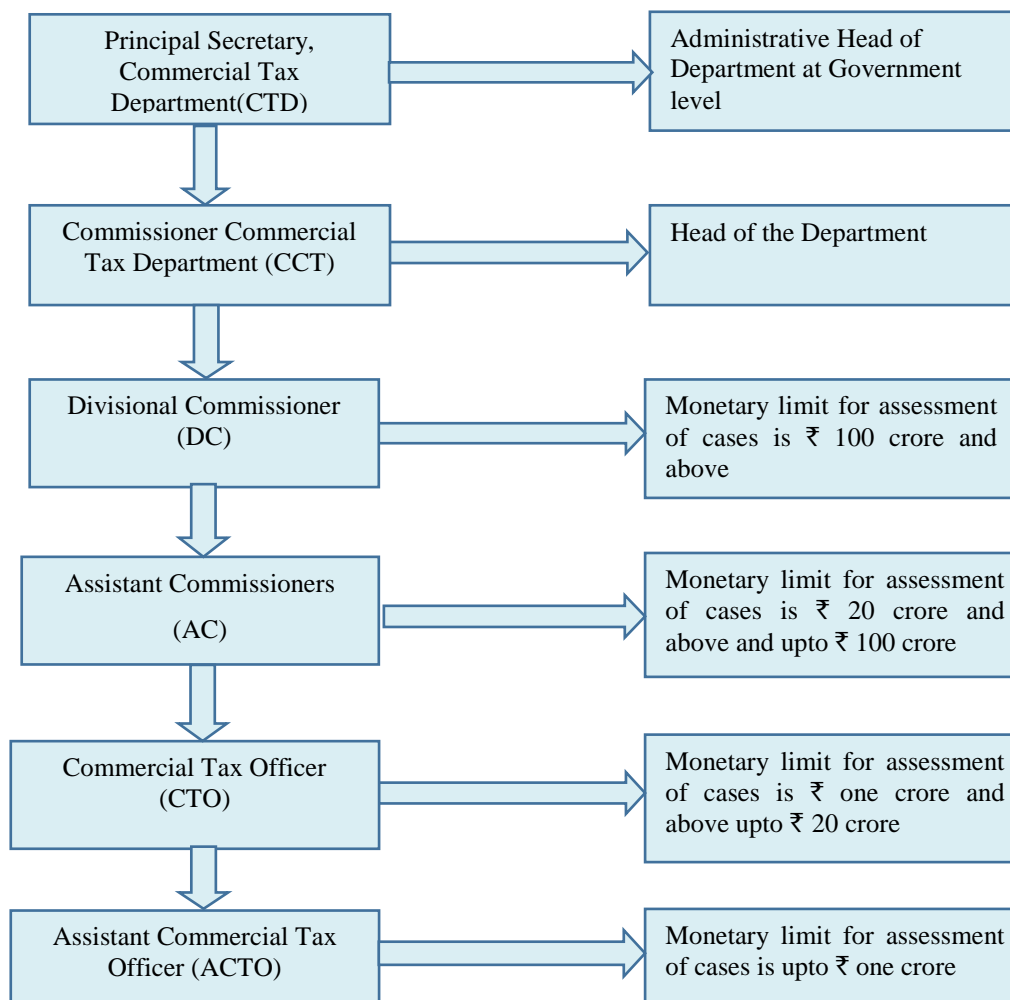 Principal Secretary,
Commercial Tax
Department(CTD)
Administrative Head of
Department at Government
level
Commissioner Commercial
Tax Department (CCT)
Head of the Department
Divisional Commissioner
(DC)
Monetary limit for assessment
of cases is ₹ 100 crore and
above
Assistant Commissioners
(AC)
Monetary limit for assessment
of cases is ₹ 20 crore and
above and upto ₹ 100 crore
Commercial Tax Officer
(CTO)
Monetary limit for assessment
of cases is ₹ one crore and
above upto ₹ 20 crore
Assistant Commercial Tax
Officer (ACTO)
Monetary limit for assessment
of cases is upto ₹ one crore